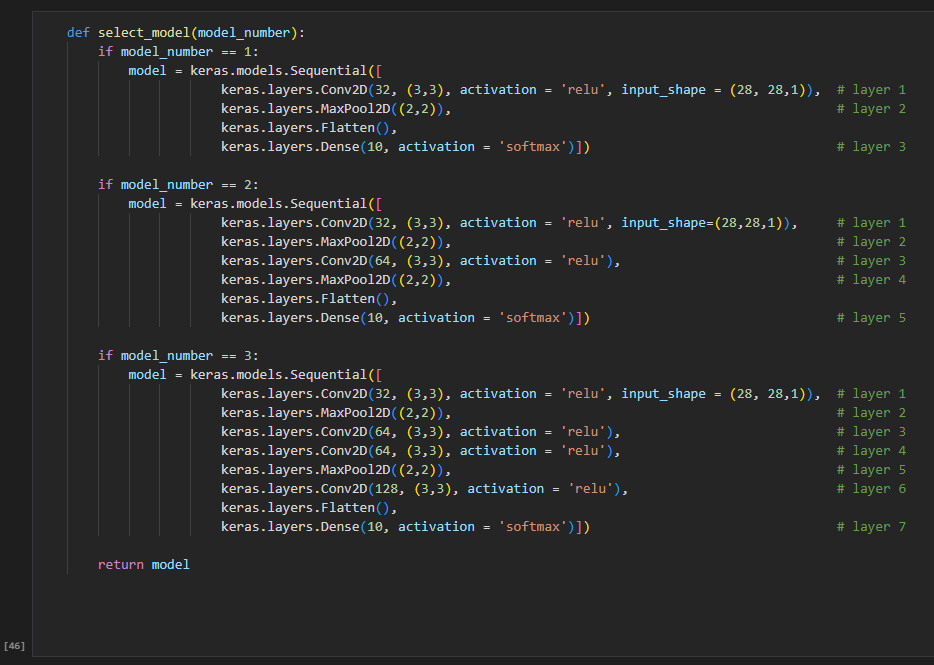 def select_model(model_number):
    if model_number == 1:
        model = keras.models.Sequential([
                    keras.layers.Conv2D(32, (3,3), activation = 'relu', input_shape = (28, 28,1)),  # layer 1
                    keras.layers.MaxPool2D((2,2)),                                                  # layer 2
                    keras.layers.Flatten(),
                    keras.layers.Dense(10, activation = 'softmax')])                                # layer 3

    if model_number == 2:
        model = keras.models.Sequential([
                    keras.layers.Conv2D(32, (3,3), activation = 'relu', input_shape=(28,28,1)),     # layer 1
                    keras.layers.MaxPool2D((2,2)),                                                  # layer 2
                    keras.layers.Conv2D(64, (3,3), activation = 'relu'),                            # layer 3
                    keras.layers.MaxPool2D((2,2)),                                                  # layer 4
                    keras.layers.Flatten(),
                    keras.layers.Dense(10, activation = 'softmax')])                                # layer 5

    if model_number == 3:
        model = keras.models.Sequential([
                    keras.layers.Conv2D(32, (3,3), activation = 'relu', input_shape = (28, 28,1)),  # layer 1
                    keras.layers.MaxPool2D((2,2)),                                                  # layer 2
                    keras.layers.Conv2D(64, (3,3), activation = 'relu'),                            # layer 3
                    keras.layers.Conv2D(64, (3,3), activation = 'relu'),                            # layer 4
                    keras.layers.MaxPool2D((2,2)),                                                  # layer 5
                    keras.layers.Conv2D(128, (3,3), activation = 'relu'),                           # layer 6
                    keras.layers.Flatten(),
                    keras.layers.Dense(10, activation = 'softmax')])                                # layer 7

    return model
[46]